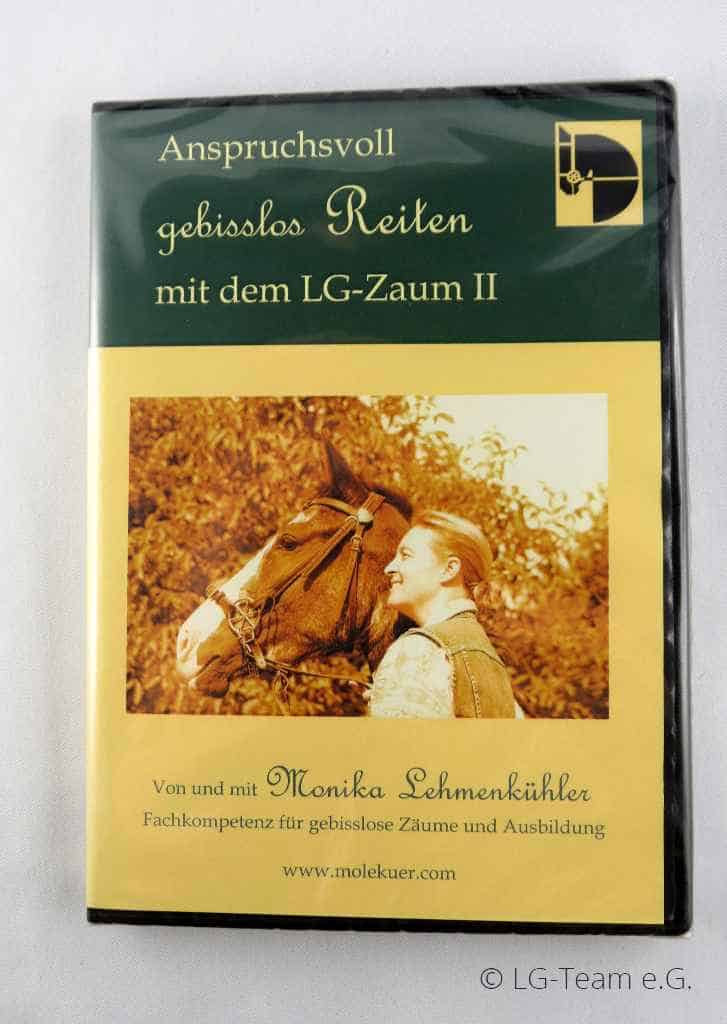 Anspruchsvoll
gebisslos Reiten
mit dem LG-Zaum II
Von und mit Monika Lehmenkühler
Fachkompetenz für gebisslose Zäume und Ausbildung
www.molekuer.com
© LG-Team e.G.